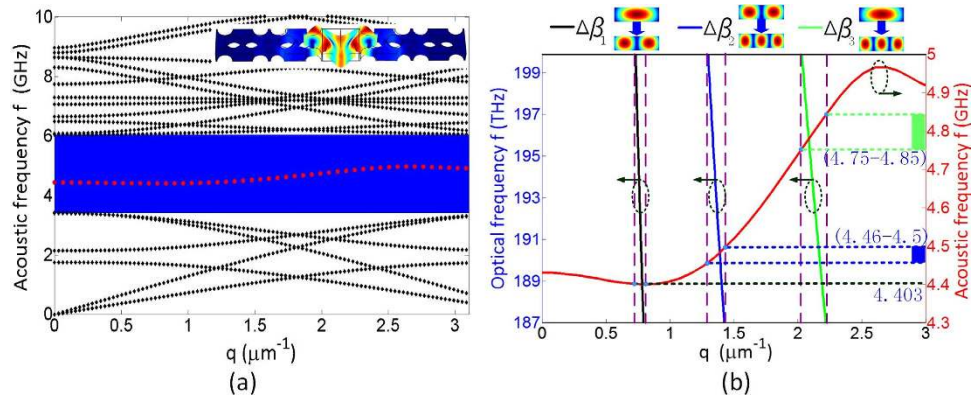 (a)
Acoustic frequency f (GHz)
10
8
6
4
2
0
0 0.5 1 1.5 2 2.5 3
q (μm⁻¹)
(a)
(b)
Δβ₁ Δβ₂ Δβ₃
Optical frequency f (THz)
199
197
195
193
191
189
187
5
4.9
4.8
4.7
4.6
4.5
4.4
4.3
Acoustic frequency f (GHz)
(4.75-4.85)
(4.46-4.5)
4.403
0 0.5 1 1.5 2 2.5 3
q (μm⁻¹)
(b)